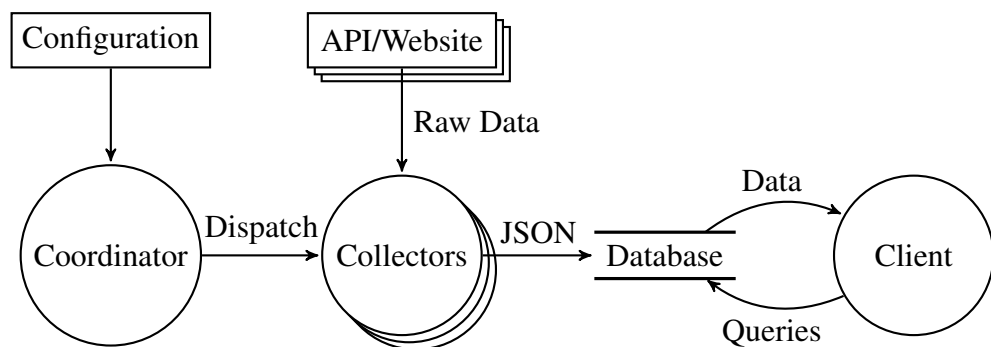 Configuration
API/Website
Raw Data
Coordinator
Dispatch
Collectors
JSON
Database
Data
Client
Queries